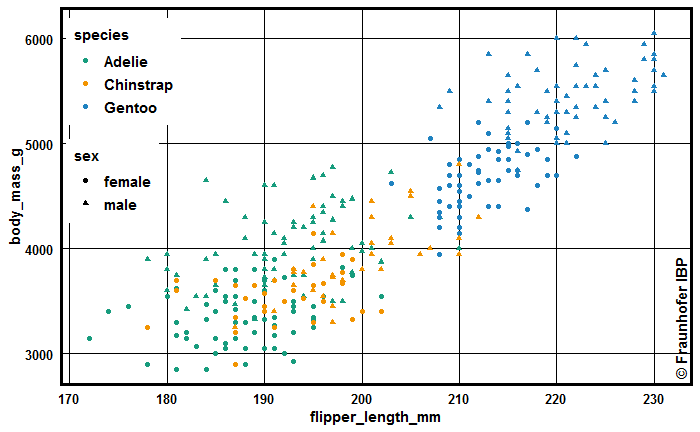 species
Adelie
Chinstrap
Gentoo
sex
female
male
6000
5000
4000
3000
body_mass_g
170
180
190
200
210
220
230
flipper_length_mm
© Fraunhofer IBP